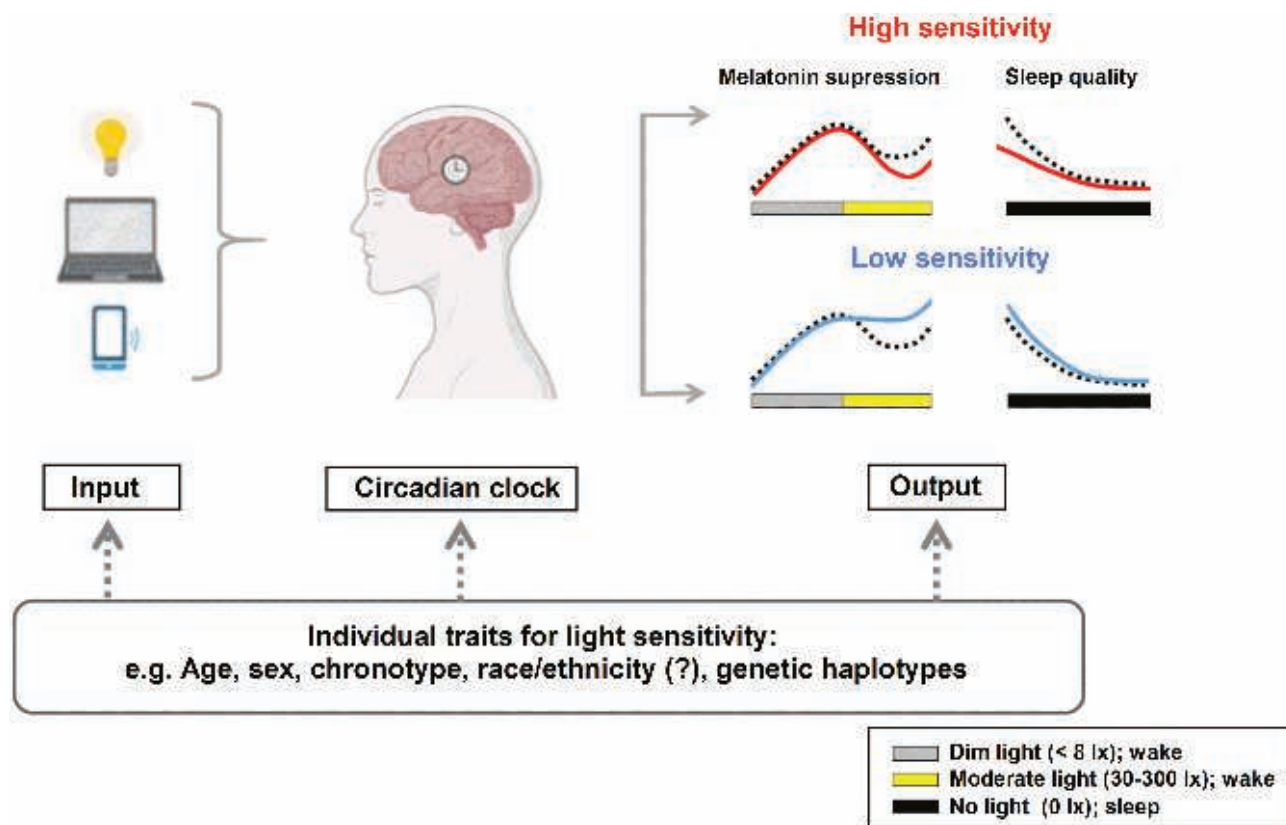 High sensitivity
Melatonin supression
Sleep quality
Low sensitivity
Input
Circadian clock
Output
Individual traits for light sensitivity:
e.g. Age, sex, chronotype, race/ethnicity (?), genetic haplotypes
Dim light (< 8 lx); wake
Moderate light (30-300 lx); wake
No light (0 lx); sleep